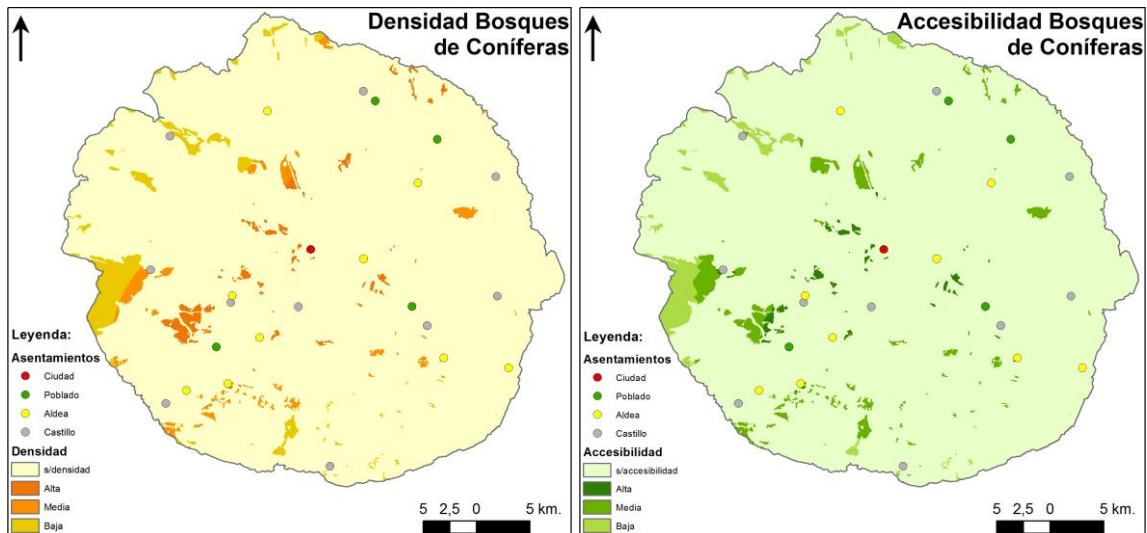 Densidad Bosques
de Coníferas
Leyenda:
Asentamientos
Ciudad
Poblado
Aldea
Castillo
Densidad
s/densidad
Alta
Media
Baja
5 2,5 0 5 km.
Accesibilidad Bosques
de Coníferas
Leyenda:
Asentamientos
Ciudad
Poblado
Aldea
Castillo
Accesibilidad
s/accesibilidad
Alta
Media
Baja
5 2,5 0 5 km.